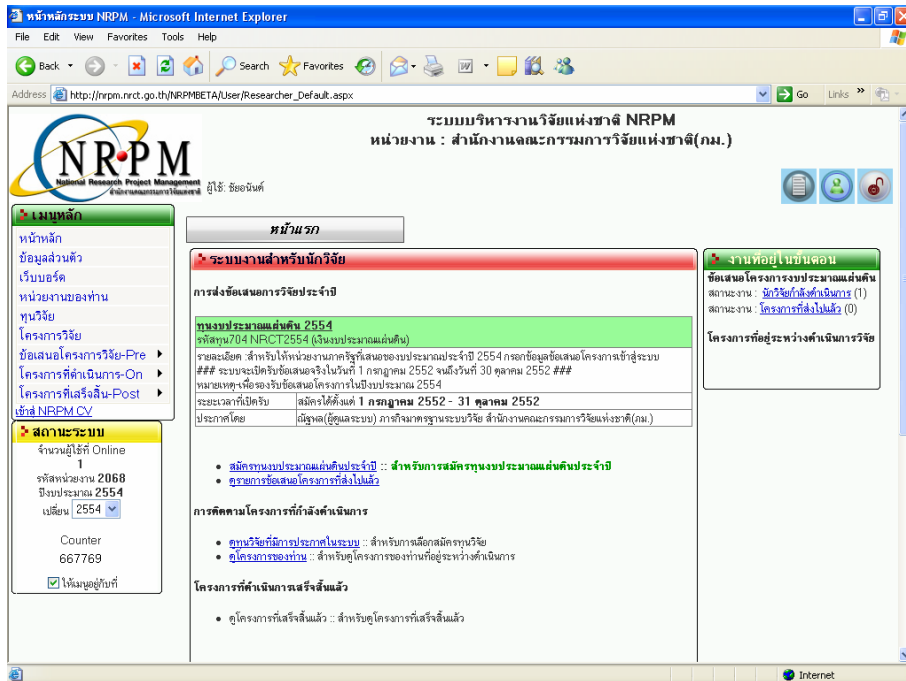 หน้าหลักระบบ NRPM - Microsoft Internet Explorer
File Edit View Favorites Tools Help
Back Search Favorites
Address http://nrpm.nrct.go.th/NRPMBETA/User/Researcher_Default.aspx Go Links
NRPM
National Research Project Management
สำนักงานคณะกรรมการวิจัยแห่งชาติ
ระบบบริหารงานวิจัยแห่งชาติ NRPM
หน่วยงาน : สำนักงานคณะกรรมการวิจัยแห่งชาติ(ภม.)
ผู้ใช้: ชัยอนันต์
เมนูหลัก
หน้าหลัก
ข้อมูลส่วนตัว
เว็บบอร์ด
หน่วยงานของท่าน
ทุนวิจัย
โครงการวิจัย
ข้อเสนอโครงการวิจัย-Pre
โครงการที่ดำเนินการ-On
โครงการที่เสร็จสิ้น-Post
เข้าสู่ NRPM CV
สถานะระบบ
จำนวนผู้ใช้ที่ Online
1
รหัสหน่วยงาน 2068
ปีงบประมาณ 2554
เปลี่ยน 2554
Counter
667769
ให้เมนูอยู่กับที่
หน้าแรก
ระบบงานสำหรับนักวิจัย
การส่งข้อเสนอการวิจัยประจำปี
ทุนงบประมาณแผ่นดิน 2554
รหัสทุน704 NRCT2554 (เงินงบประมาณแผ่นดิน)
รายละเอียด :สำหรับให้หน่วยงานภาครัฐที่เสนอของบประมาณประจำปี 2554 กรอกข้อมูลข้อเสนอโครงการเข้าสู่ระบบ
### ระบบจะเปิดรับข้อเสนอจริงในวันที่ 1 กรกฎาคม 2552 จนถึงวันที่ 30 ตุลาคม 2552 ###
หมายเหตุ-เพื่อรองรับข้อเสนอโครงการในปีงบประมาณ 2554
ระยะเวลาที่เปิดรับ สมัครได้ตั้งแต่ 1 กรกฎาคม 2552 - 31 ตุลาคม 2552
ประกาศโดย ณัฐพล(ผู้ดูแลระบบ) ภารกิจมาตรฐานระบบวิจัย สำนักงานคณะกรรมการวิจัยแห่งชาติ(ภม.)
สมัครทุนงบประมาณแผ่นดินประจำปี :: สำหรับการสมัครทุนงบประมาณแผ่นดินประจำปี
ดูรายการข้อเสนอโครงการที่ส่งไปแล้ว
การติดตามโครงการที่กำลังดำเนินการ
ดูทุนวิจัยที่มีการประกาศในระบบ :: สำหรับการเลือกสมัครทุนวิจัย
ดูโครงการของท่าน :: สำหรับดูโครงการของท่านที่อยู่ระหว่างดำเนินการ
โครงการที่ดำเนินการเสร็จสิ้นแล้ว
ดูโครงการที่เสร็จสิ้นแล้ว :: สำหรับดูโครงการที่เสร็จสิ้นแล้ว
งานที่อยู่ในขั้นตอน
ข้อเสนอโครงการงบประมาณแผ่นดิน
สถานะงาน : นักวิจัยกำลังดำเนินการ (1)
สถานะงาน : โครงการที่ส่งไปแล้ว (0)
โครงการที่อยู่ระหว่างดำเนินการวิจัย
Internet